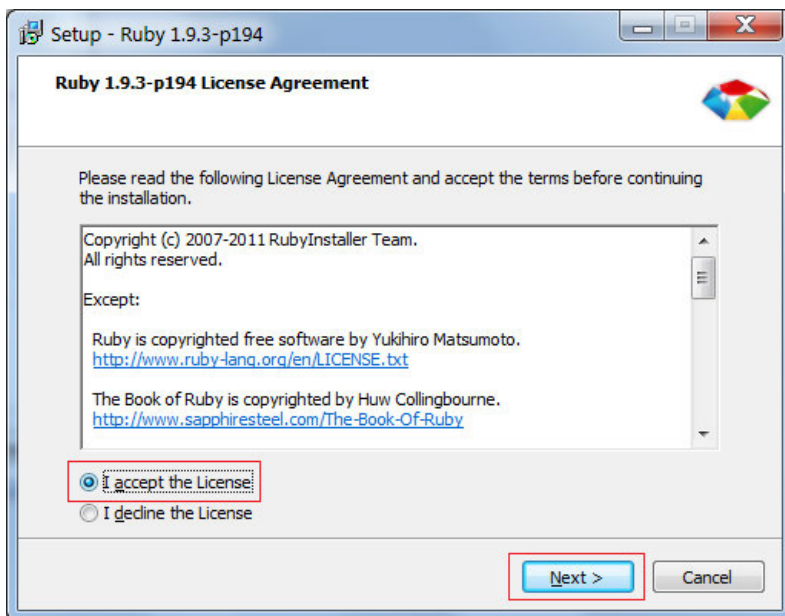 Setup - Ruby 1.9.3-p194
Ruby 1.9.3-p194 License Agreement
Please read the following License Agreement and accept the terms before continuing
the installation.
Copyright (c) 2007-2011 RubyInstaller Team.
All rights reserved.
Except:
Ruby is copyrighted free software by Yukihiro Matsumoto.
http://www.ruby-lang.org/en/LICENSE.txt
The Book of Ruby is copyrighted by Huw Collingbourne.
http://www.sapphiresteel.com/The-Book-Of-Ruby
I accept the License
I decline the License
Next > Cancel